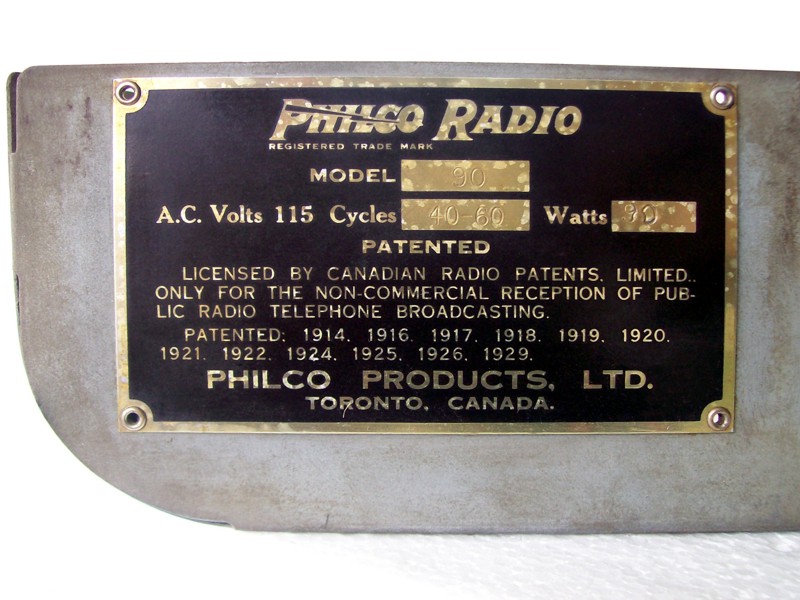 PHILCO RADIO
REGISTERED TRADE MARK
MODEL 90
A.C. Volts 115 Cycles 40-60 Watts 90
PATENTED
LICENSED BY CANADIAN RADIO PATENTS. LIMITED..
ONLY FOR THE NON-COMMERCIAL RECEPTION OF PUB-
LIC RADIO TELEPHONE BROADCASTING.
PATENTED: 1914. 1916. 1917. 1918. 1919. 1920.
1921. 1922. 1924. 1925. 1926. 1929.
PHILCO PRODUCTS, LTD.
TORONTO, CANADA.